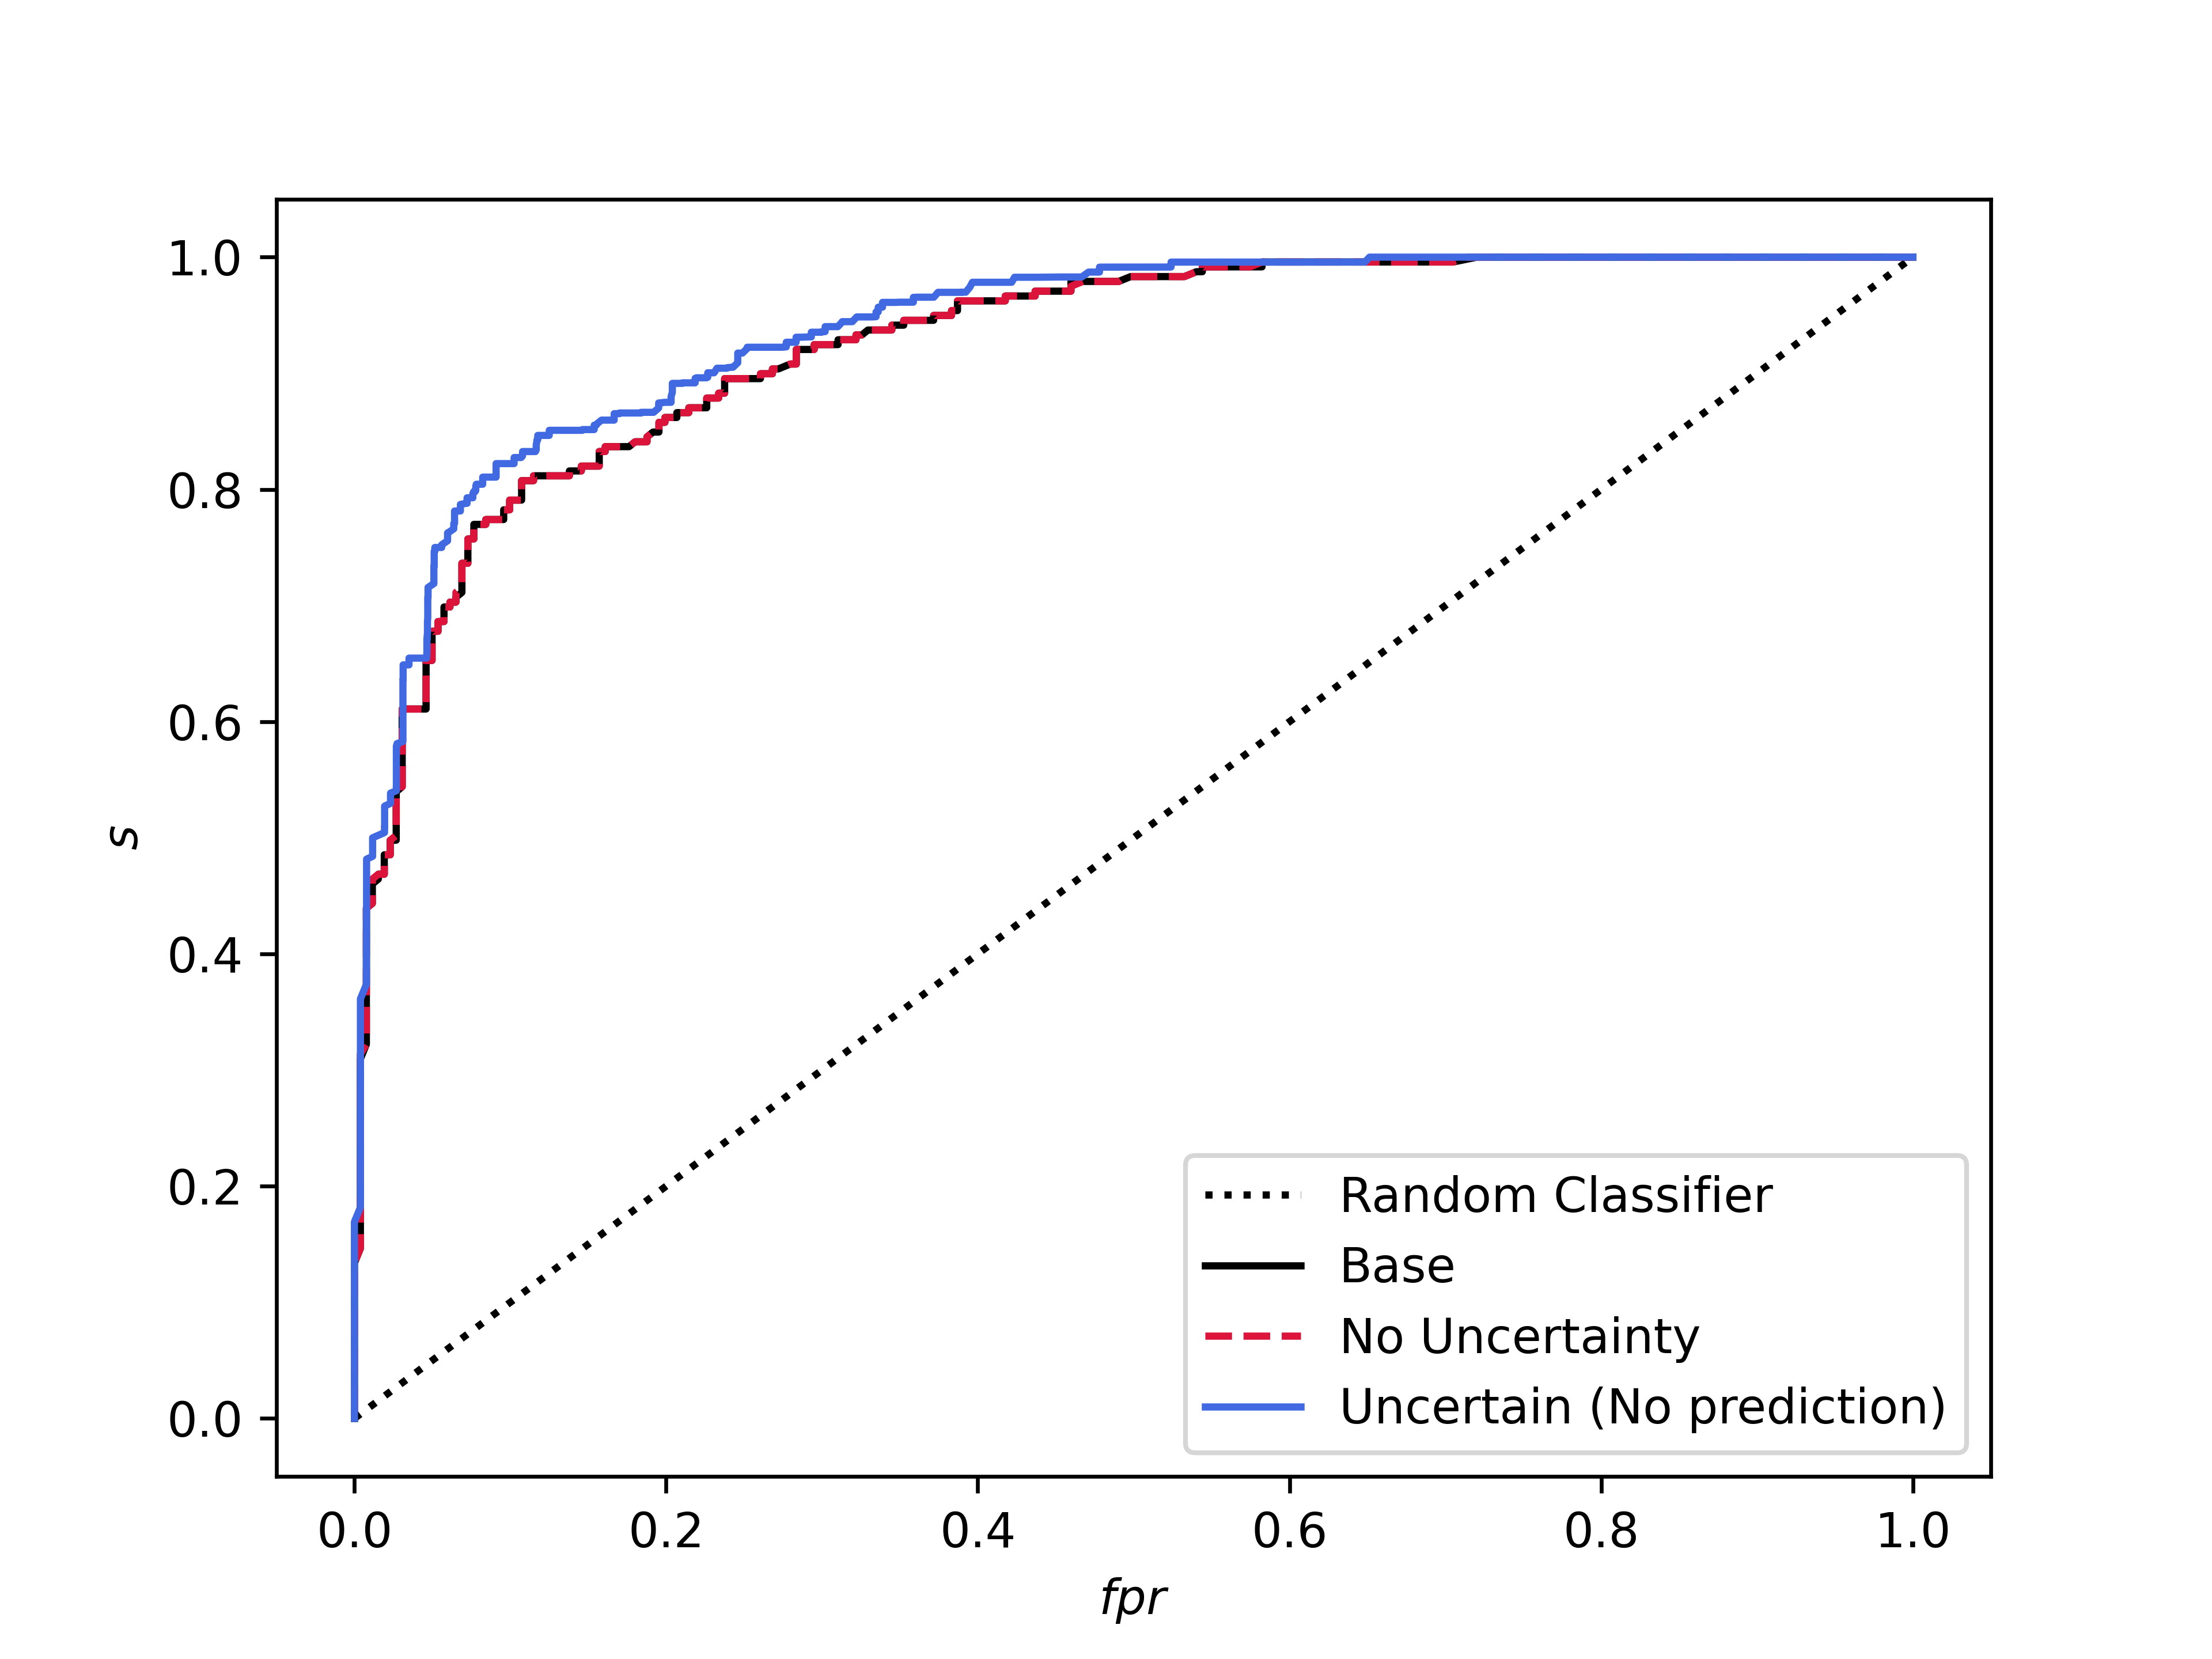 1.0
0.8
0.6
0.4
0.2
0.0
s
0.0 0.2 0.4 0.6 0.8 1.0
fpr
Random Classifier
Base
No Uncertainty
Uncertain (No prediction)